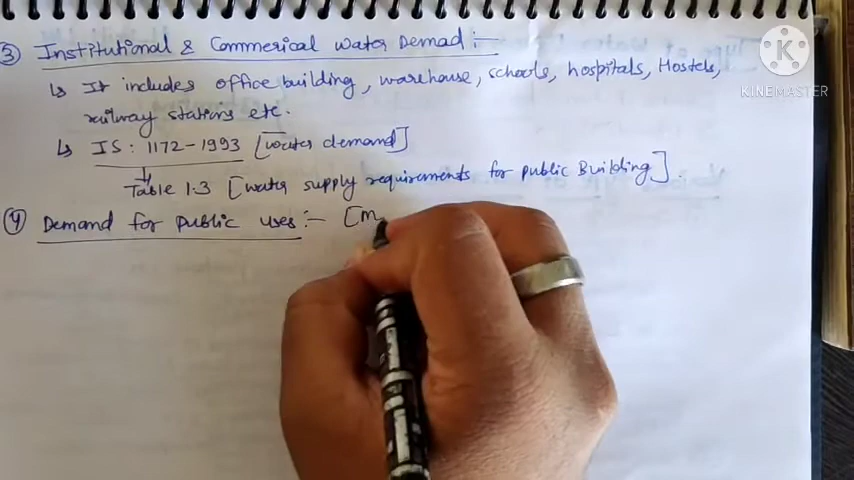 ③ Institutional & Commerical Water Demad :-
↳ It includes office building, warehouse, schools, hospitals, Hostels,
railway stations etc.
↳ IS: 1172-1993 [Water demand]
Table 1.3 [Water supply requirements for public Building].
④ Demand for public uses :- [M
KINEMASTER